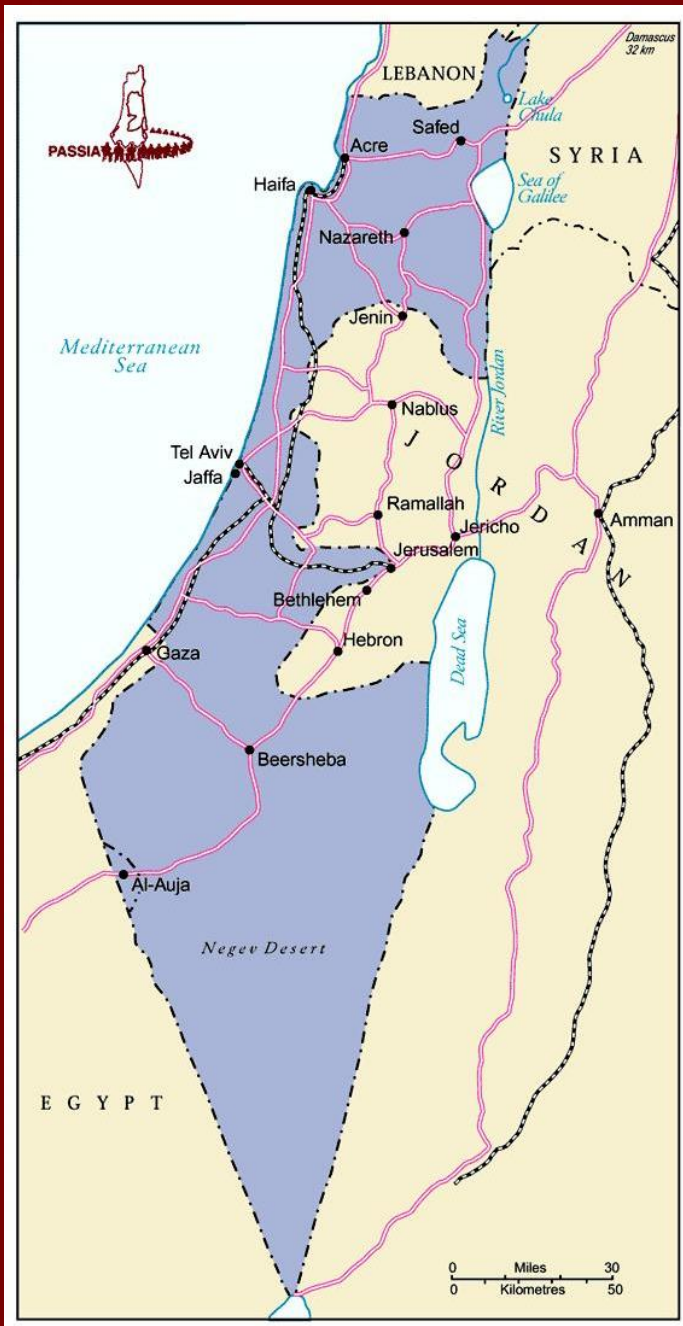 Damascus
32 km
LEBANON
Lake
Chula
Safed
PASSIA
Acre
SYRIA
Haifa
Sea of
Galilee
Nazareth
Jenin
Mediterranean
Sea
River Jordan
Nablus
JORDAN
Tel Aviv
Jaffa
Ramallah
Jericho
Amman
Jerusalem
Bethlehem
Hebron
Gaza
Dead Sea
Beersheba
Al-Auja
Negev Desert
EGYPT
0 Miles 30
0 Kilometres 50